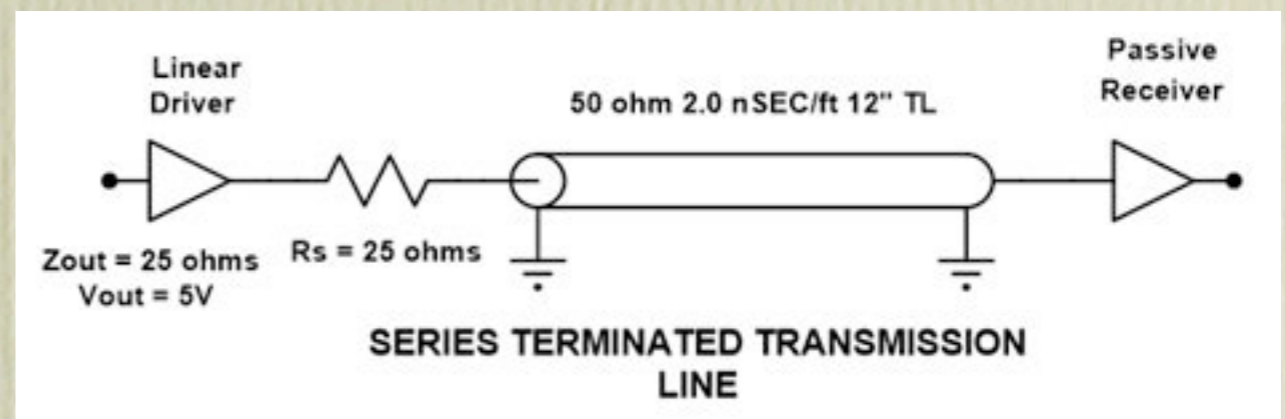 Linear
Driver
50 ohm 2.0 nSEC/ft 12" TL
Passive
Receiver
Zout = 25 ohms
Vout = 5V
Rs = 25 ohms
SERIES TERMINATED TRANSMISSION
LINE